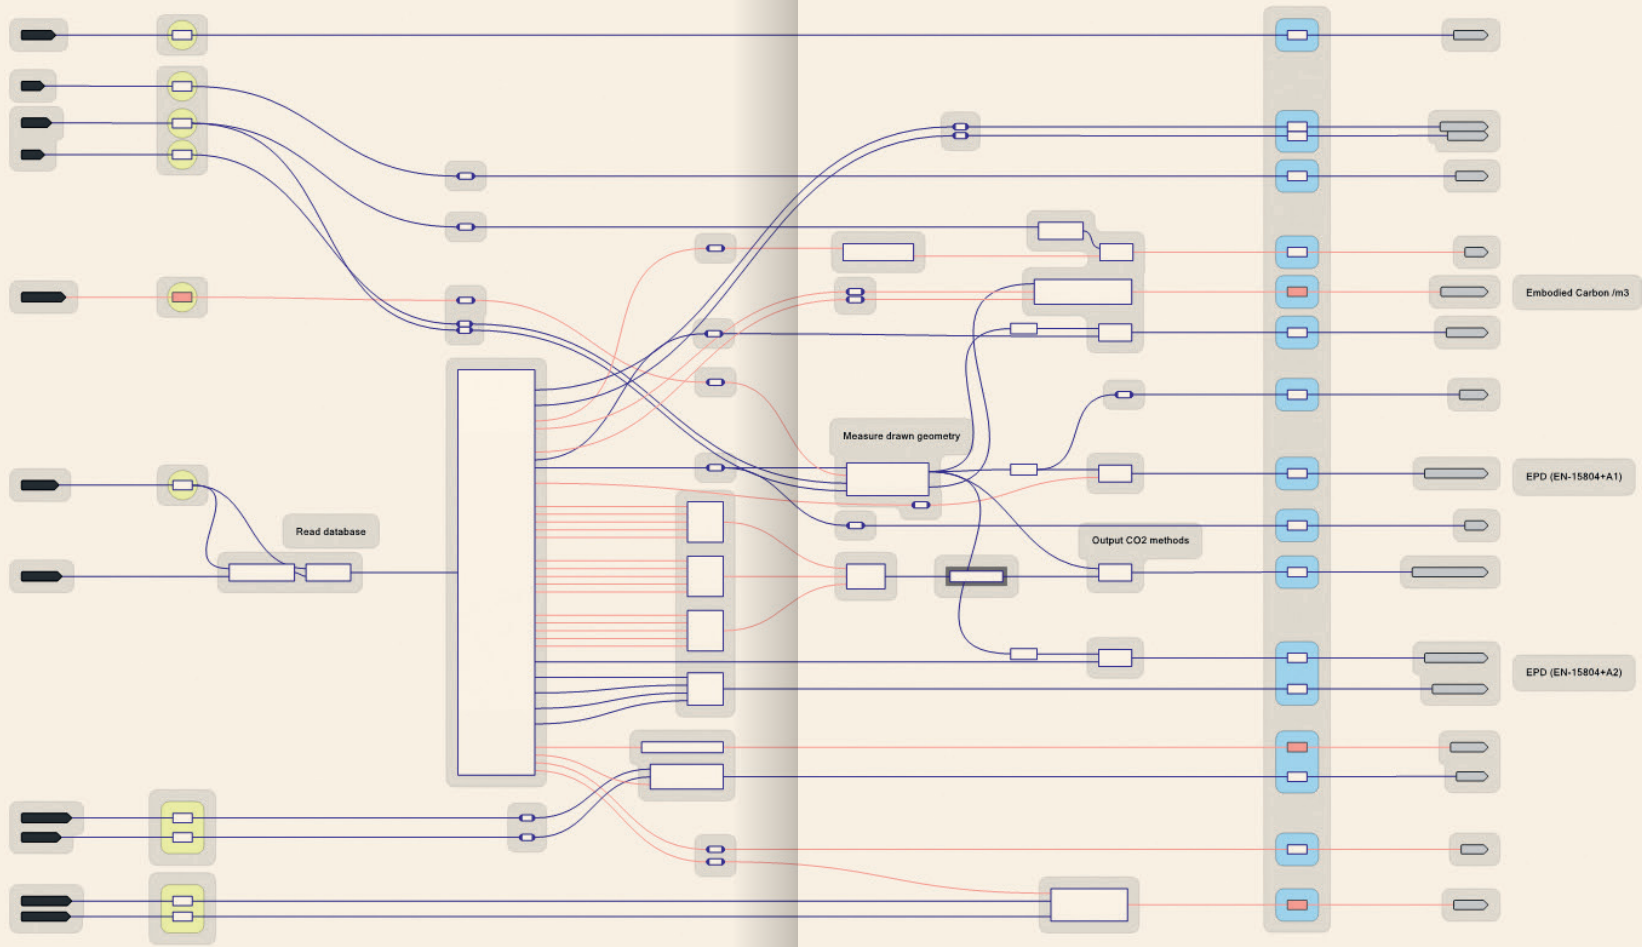 Embodied Carbon /m3
Measure drawn geometry
EPD (EN-15804+A1)
Read database
Output CO2 methods
EPD (EN-15804+A2)